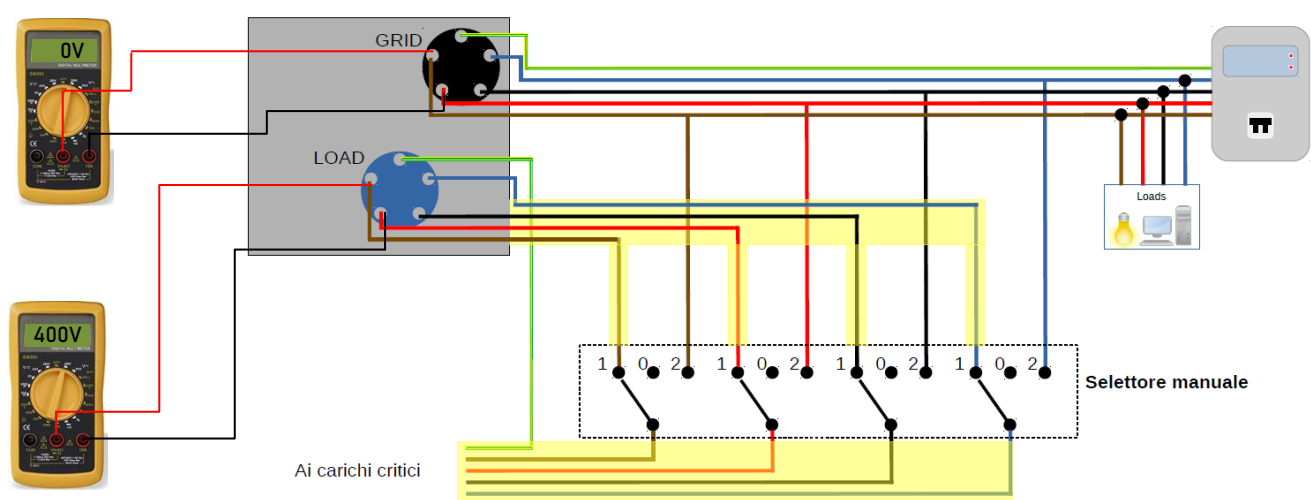 0V
GRID
LOAD
Loads
400V
1 0 2 1 0 2 1 0 2 1 0 2
Selettore manuale
Ai carichi critici